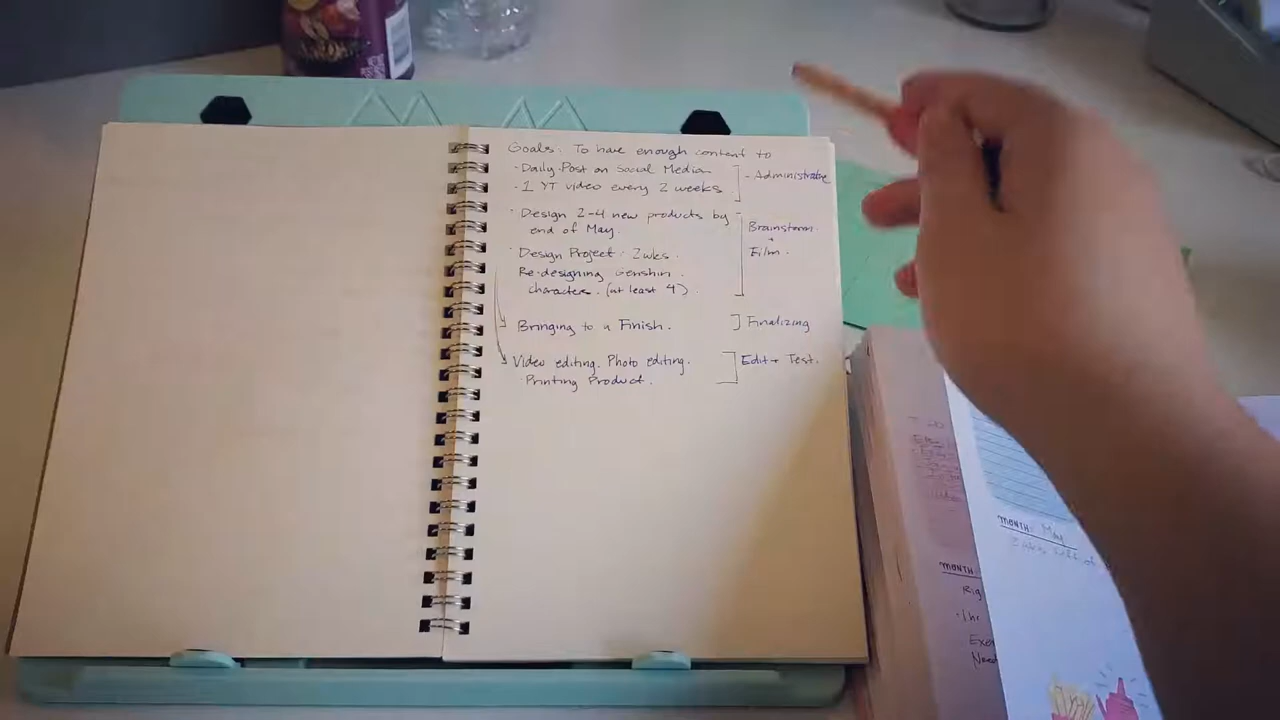 Goals: To have enough content to
- Daily Post on Social Media
- 1 YT video every 2 weeks
] - Administrative
· Design 2-4 new products by
end of May.
· Design Project: 2wks.
Re-designing Genshin
characters. (at least 4).
Brainstorm
+
Film.
Bringing to a Finish.
] Finalizing
Video editing. Photo editing.
Printing Product.
Edit + Test.
MONTH: May
MONTH:
Rig